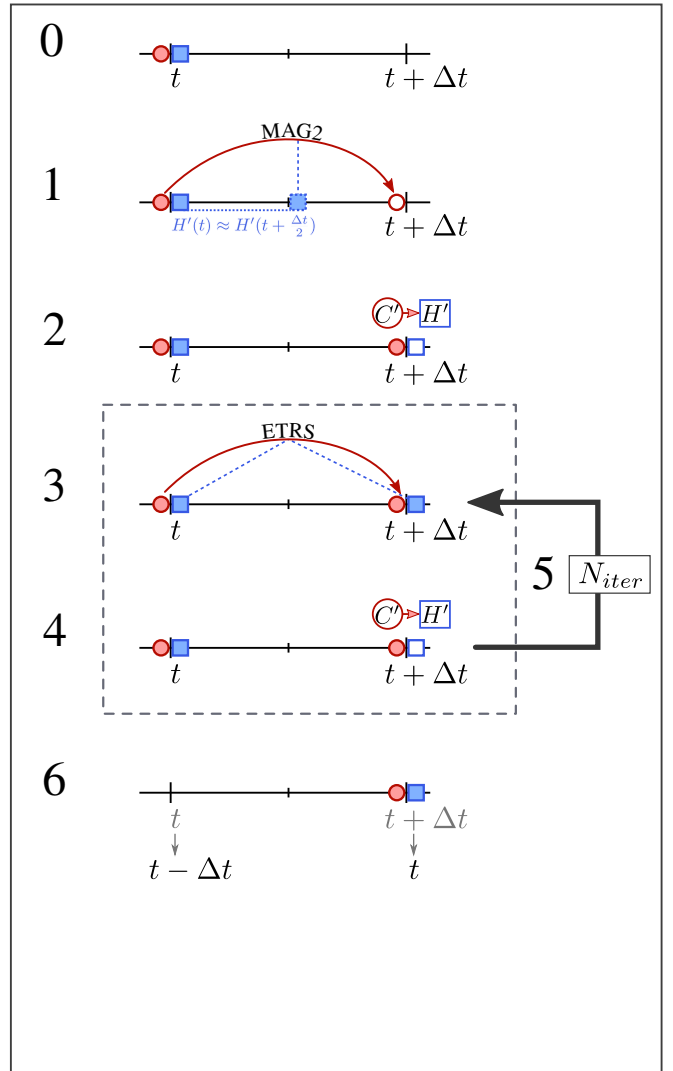 0
t t + Δt
1
MAG2
H′(t) ≈ H′(t + Δt/2)
t + Δt
2
C′ H′
t t + Δt
3
ETRS
t t + Δt
5 N_iter
4
C′ H′
t t + Δt
6
t t + Δt
t − Δt t